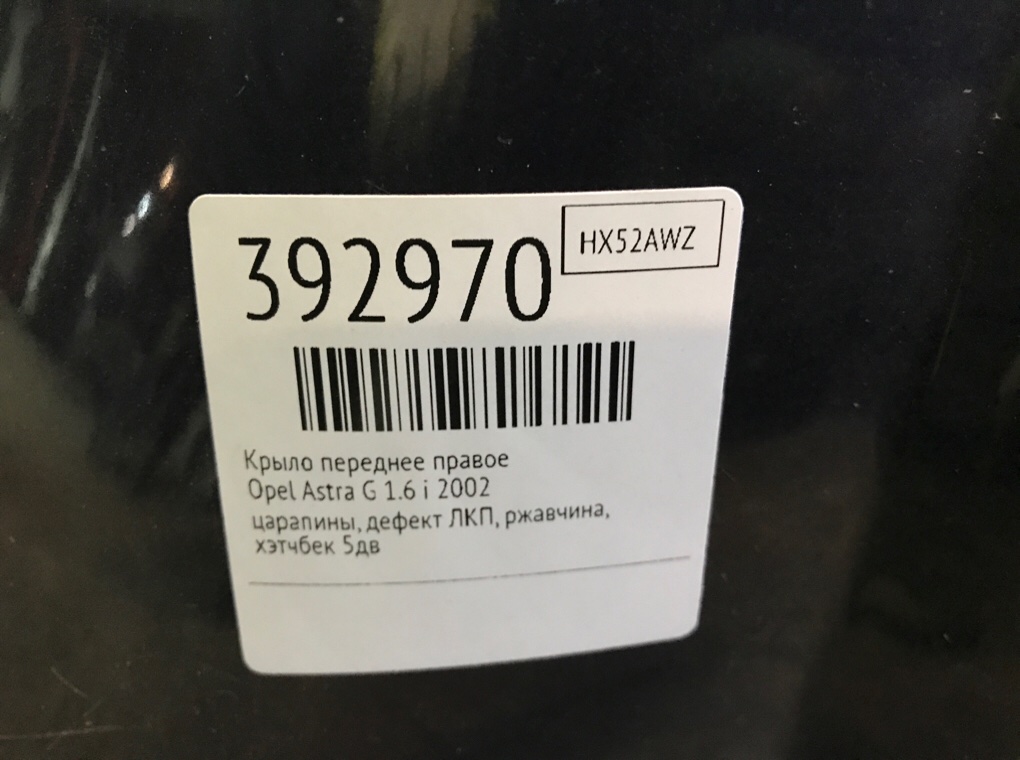 392970
HX52AWZ
Крыло переднее правое
Opel Astra G 1.6 i 2002
царапины, дефект ЛКП, ржавчина,
хэтчбек 5дв